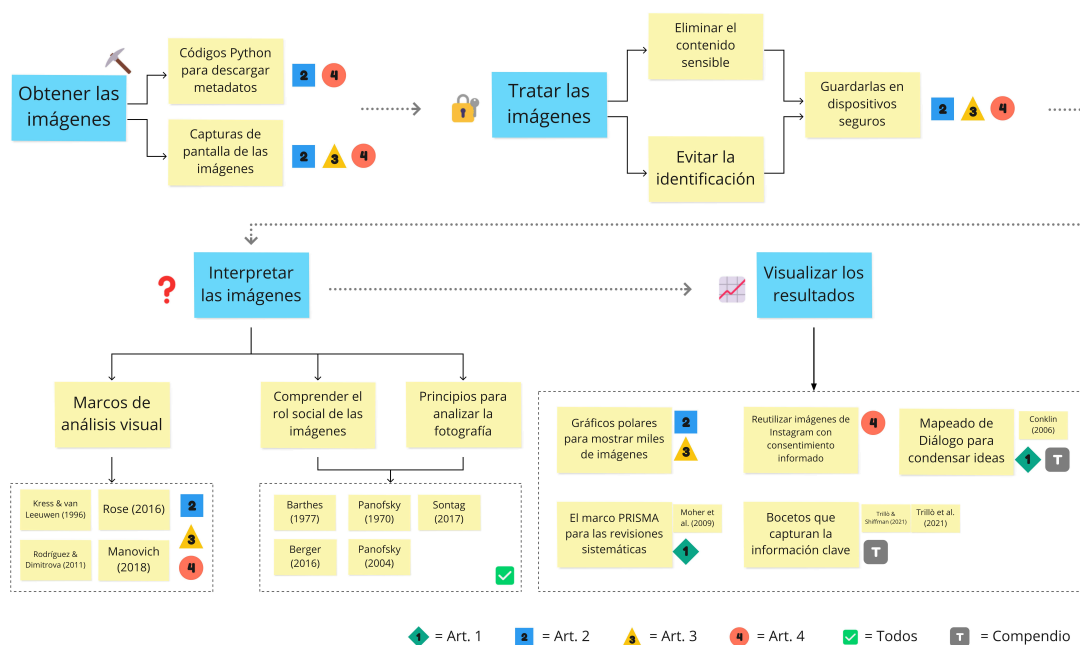 Obtener las
imágenes
Códigos Python
para descargar
metadatos
2 4
Capturas de
pantalla de las
imágenes
2 3 4
Tratar las
imágenes
Eliminar el
contenido
sensible
Evitar la
identificación
Guardarlas en
dispositivos
seguros
2 3 4
Interpretar
las imágenes
Visualizar los
resultados
Marcos de
análisis visual
Comprender el
rol social de las
imágenes
Principios para
analizar la
fotografía
Kress & van
Leeuwen (1996)
Rose (2016)
Rodríguez &
Dimitrova (2011)
Manovich
(2018)
2
3
4
Barthes
(1977)
Panofsky
(1970)
Sontag
(2017)
Berger
(2016)
Panofsky
(2004)
Gráficos polares
para mostrar miles
de imágenes
2
3
Reutilizar imágenes de
Instagram con
consentimiento
informado
4
Mapeado de
Diálogo para
condensar ideas
Conklin
(2006)
1 T
El marco PRISMA
para las revisiones
sistemáticas
Moher et
al. (2009)
1
Bocetos que
capturan la
información clave
Trillò &
Shiffman (2021)
Trillò et al.
(2021)
T
1 = Art. 1 2 = Art. 2 3 = Art. 3 4 = Art. 4 = Todos T = Compendio